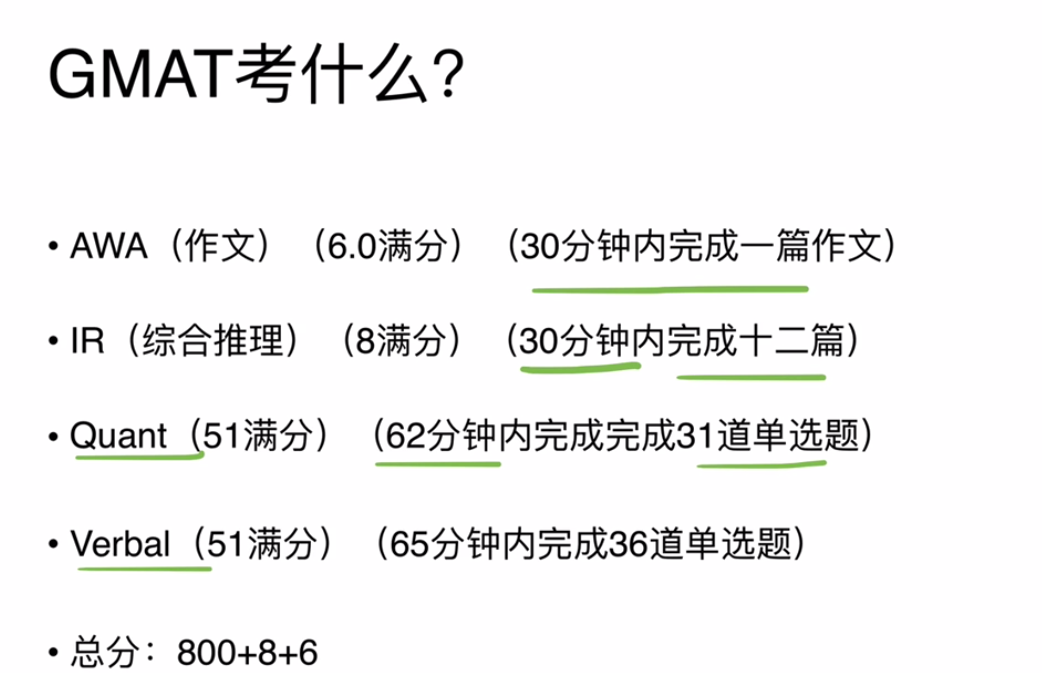 GMAT考什么？
• AWA（作文）（6.0满分）（30分钟内完成一篇作文）
• IR（综合推理）（8满分）（30分钟内完成十二篇）
• Quant（51满分）（62分钟内完成完成31道单选题）
• Verbal（51满分）（65分钟内完成36道单选题）
• 总分：800+8+6